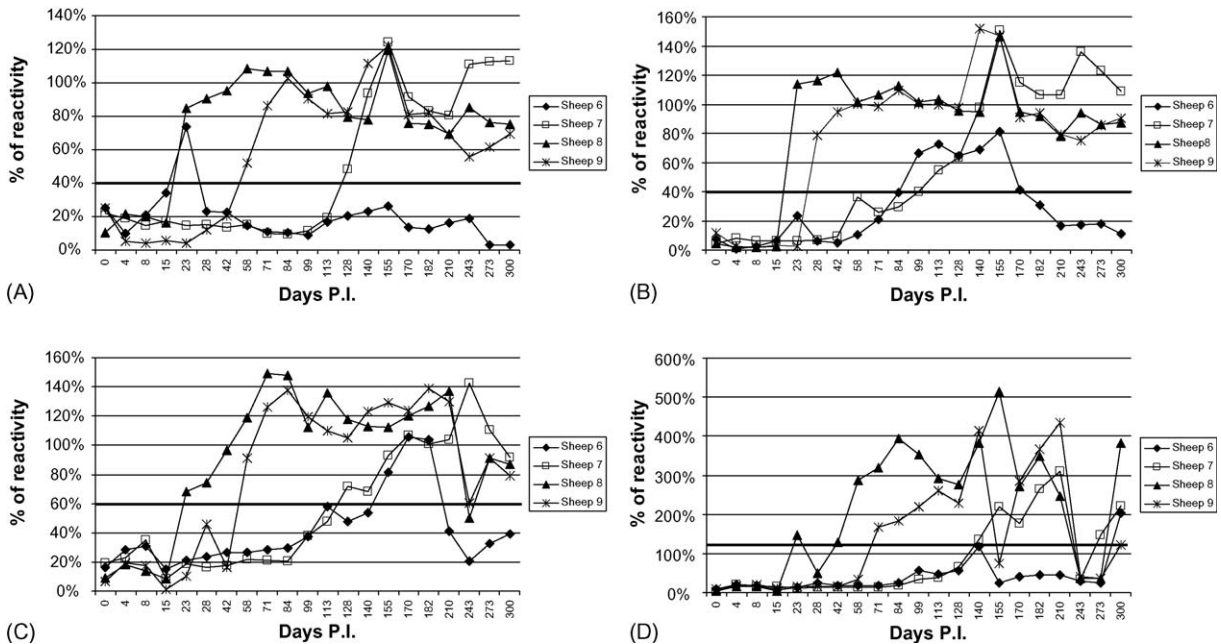 140%
120%
100%
80%
60%
40%
20%
0%
% of reactivity
0 4 8 15 23 28 42 58 71 84 99 113 128 140 155 170 182 210 243 273 300
Days P.I.
Sheep 6
Sheep 7
Sheep 8
Sheep 9
(A)
160%
140%
120%
100%
80%
60%
40%
20%
0%
% of reactivity
0 4 8 15 23 28 42 58 71 84 99 113 128 140 155 170 182 210 243 273 300
Days P.I.
Sheep 6
Sheep 7
Sheep 8
Sheep 9
(B)
160%
140%
120%
100%
80%
60%
40%
20%
0%
% of reactivity
0 4 8 15 23 28 42 58 71 84 99 113 128 140 155 170 182 210 243 273 300
Days P.I.
Sheep 6
Sheep 7
Sheep 8
Sheep 9
(C)
600%
500%
400%
300%
200%
100%
0%
% of reactivity
0 4 8 15 23 28 42 58 71 84 99 113 128 140 155 170 182 210 243 273 300
Days P.I.
Sheep 6
Sheep 7
Sheep 8
Sheep 9
(D)